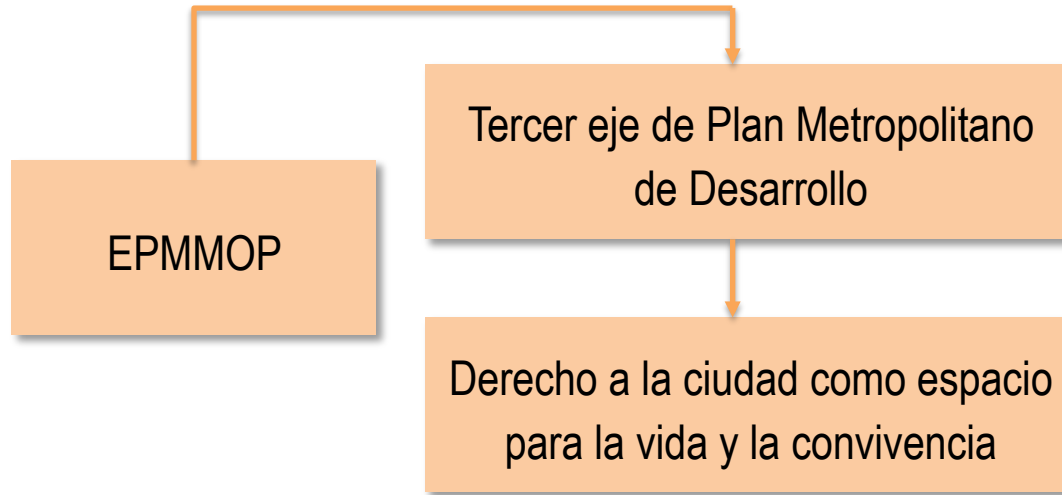 Tercer eje de Plan Metropolitano
de Desarrollo
EPMMOP
Derecho a la ciudad como espacio
para la vida y la convivencia